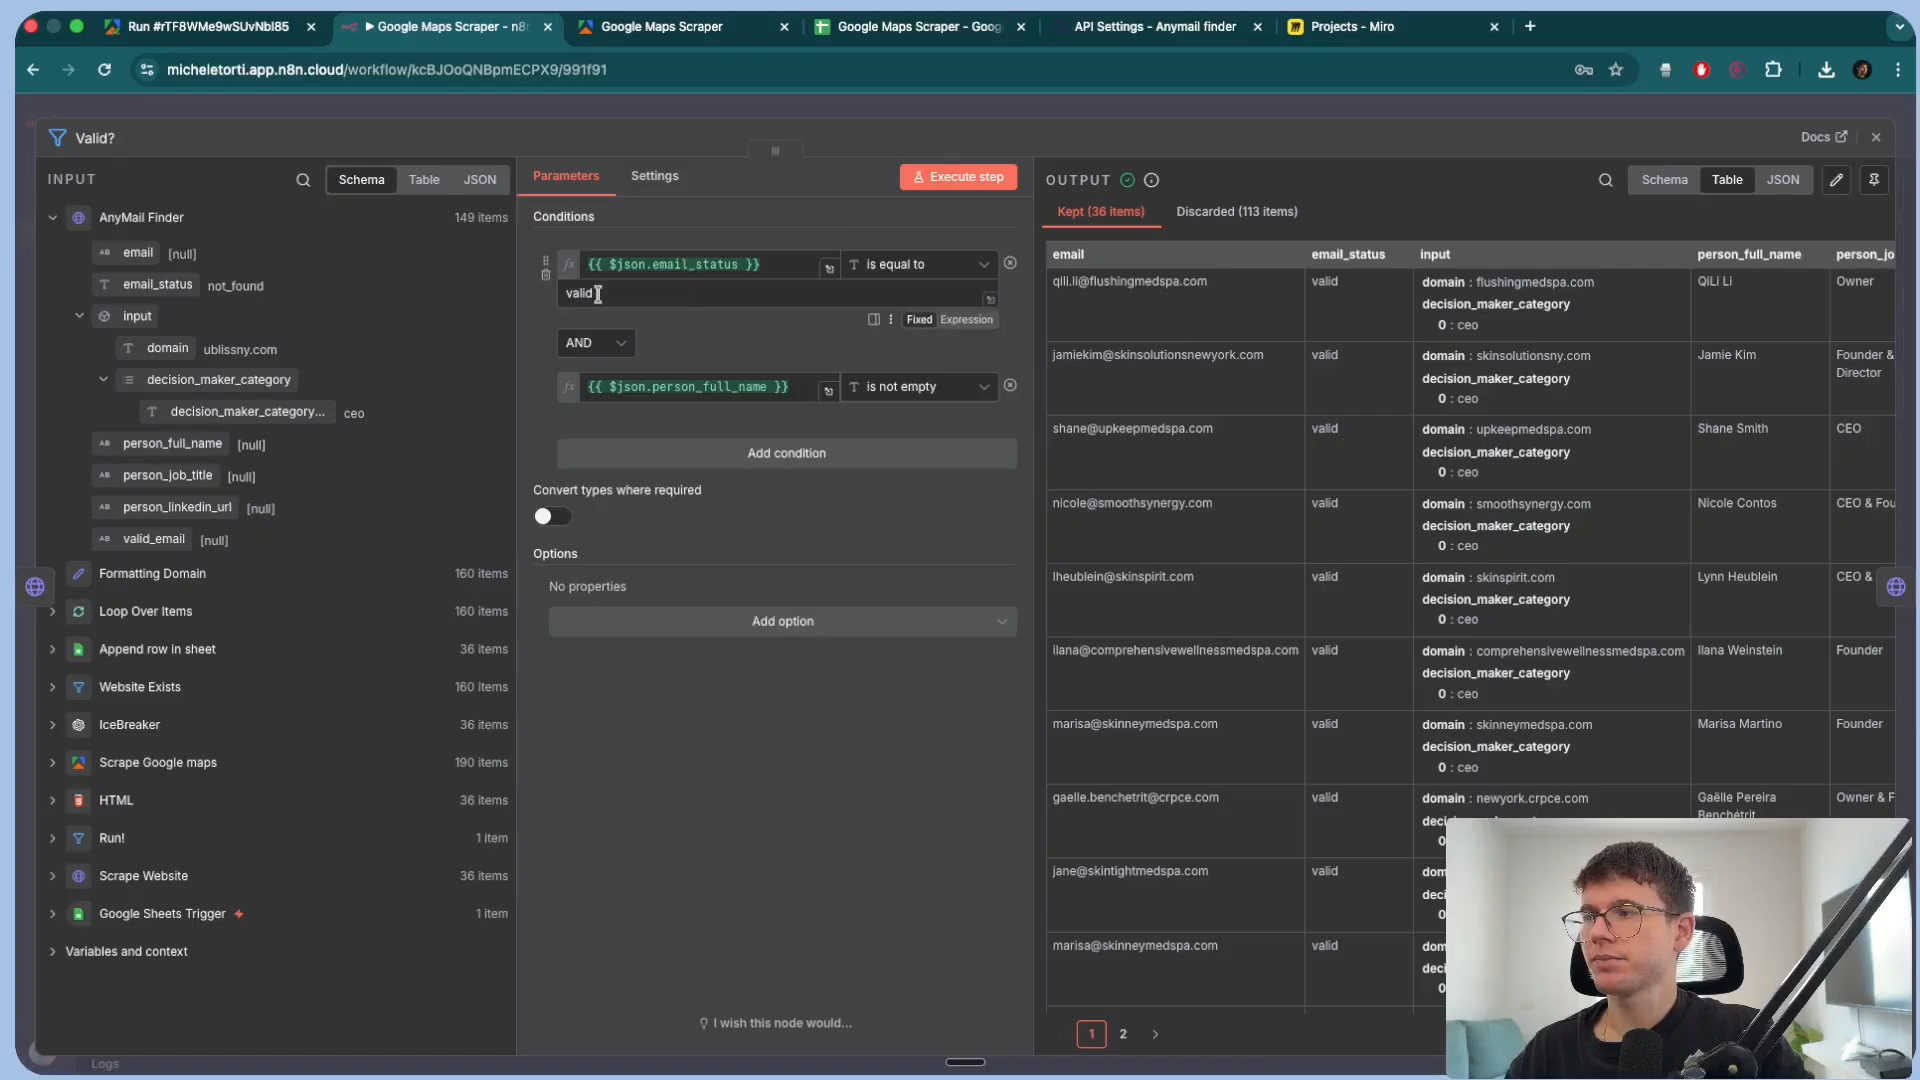 Run #rTF8WMe9wSUvNbI85
Google Maps Scraper - n8n
Google Maps Scraper
Google Maps Scraper - Goog
API Settings - Anymail finder
Projects - Miro
micheletorti.app.n8n.cloud/workflow/kcBJOoQNBpmECPX9/991f91
Valid?
Docs
INPUT
Schema
Table
JSON
AnyMail Finder
149 items
email
[null]
email_status
not_found
input
domain
ublissny.com
decision_maker_category
decision_maker_category...
ceo
person_full_name
[null]
person_job_title
[null]
person_linkedin_url
[null]
valid_email
[null]
Formatting Domain
160 items
Loop Over Items
160 items
Append row in sheet
36 items
Website Exists
160 items
IceBreaker
36 items
Scrape Google maps
190 items
HTML
36 items
Run!
1 item
Scrape Website
36 items
Google Sheets Trigger
1 item
Variables and context
Logs
Parameters
Settings
Execute step
Conditions
fx
{{ $json.email_status }}
T
is equal to
valid
Fixed
Expression
AND
fx
{{ $json.person_full_name }}
T
is not empty
Add condition
Convert types where required
Options
No properties
Add option
I wish this node would...
OUTPUT
Schema
Table
JSON
Kept (36 items)
Discarded (113 items)
email
email_status
input
person_full_name
person_jo
qili.li@flushingmedspa.com
valid
domain : flushingmedspa.com
QiLi Li
Owner
decision_maker_category
0 : ceo
jamiekim@skinsolutionsnewyork.com
valid
domain : skinsolutionsny.com
Jamie Kim
Founder &
decision_maker_category
Director
0 : ceo
shane@upkeepmedspa.com
valid
domain : upkeepmedspa.com
Shane Smith
CEO
decision_maker_category
0 : ceo
nicole@smoothsynergy.com
valid
domain : smoothsynergy.com
Nicole Contos
CEO & Fou
decision_maker_category
0 : ceo
lheublein@skinspirit.com
valid
domain : skinspirit.com
Lynn Heublein
CEO &
decision_maker_category
0 : ceo
ilana@comprehensivewellnessmedspa.com
valid
domain : comprehensivewellnessmedspa.com
Ilana Weinstein
Founder
decision_maker_category
0 : ceo
marisa@skinneymedspa.com
valid
domain : skinneymedspa.com
Marisa Martino
Founder
decision_maker_category
0 : ceo
gaelle.benchetrit@crpce.com
valid
domain : newyork.crpce.com
Gaëlle Pereira
Owner & F
deci
Benchétrit
0
jane@skintightmedspa.com
valid
dom
deci
0
marisa@skinneymedspa.com
valid
dom
deci
0
1
2